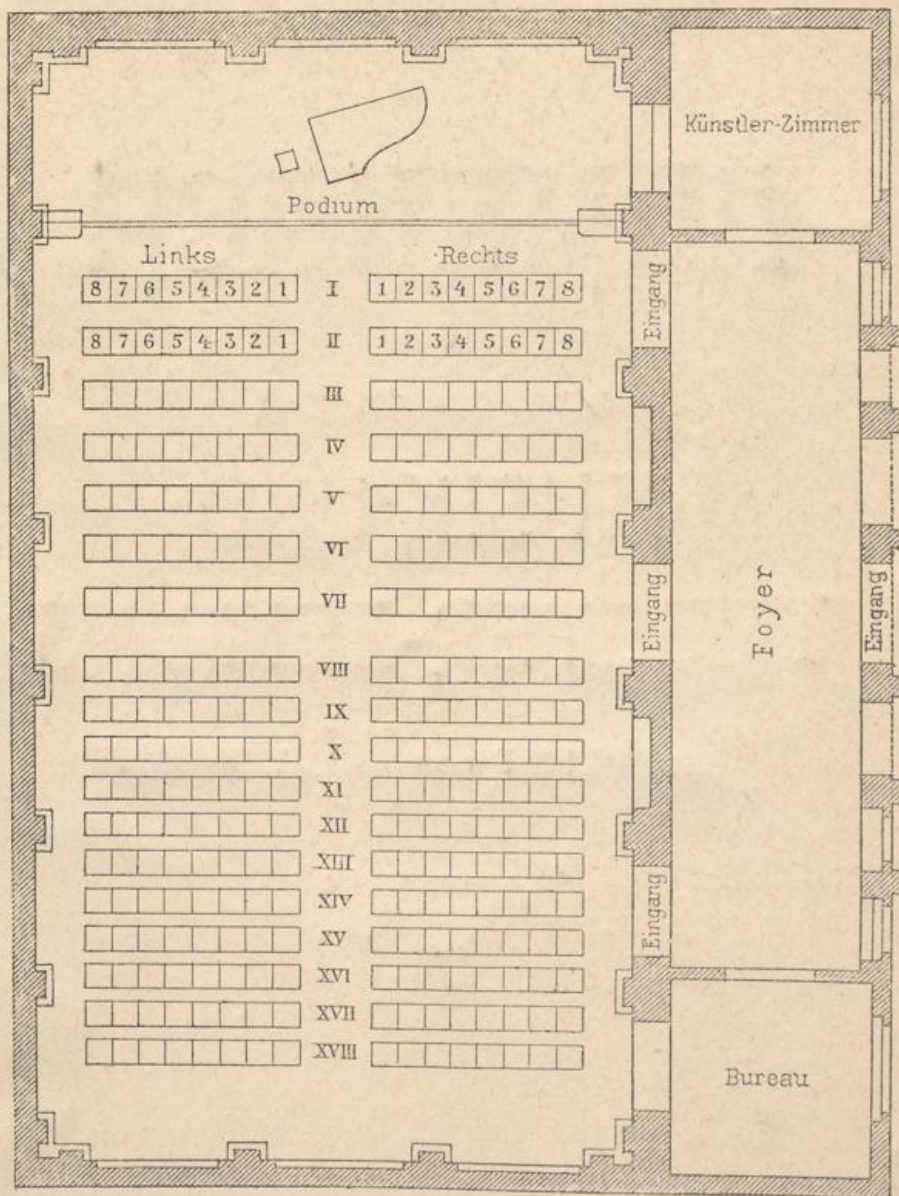 Künstler-Zimmer
Podium
Links Rechts
8 7 6 5 4 3 2 1 I 1 2 3 4 5 6 7 8
8 7 6 5 4 3 2 1 II 1 2 3 4 5 6 7 8
III
IV
V
VI
VII
VIII
IX
X
XI
XII
XIII
XIV
XV
XVI
XVII
XVIII
Eingang
Eingang
Eingang
Foyer
Eingang
Bureau